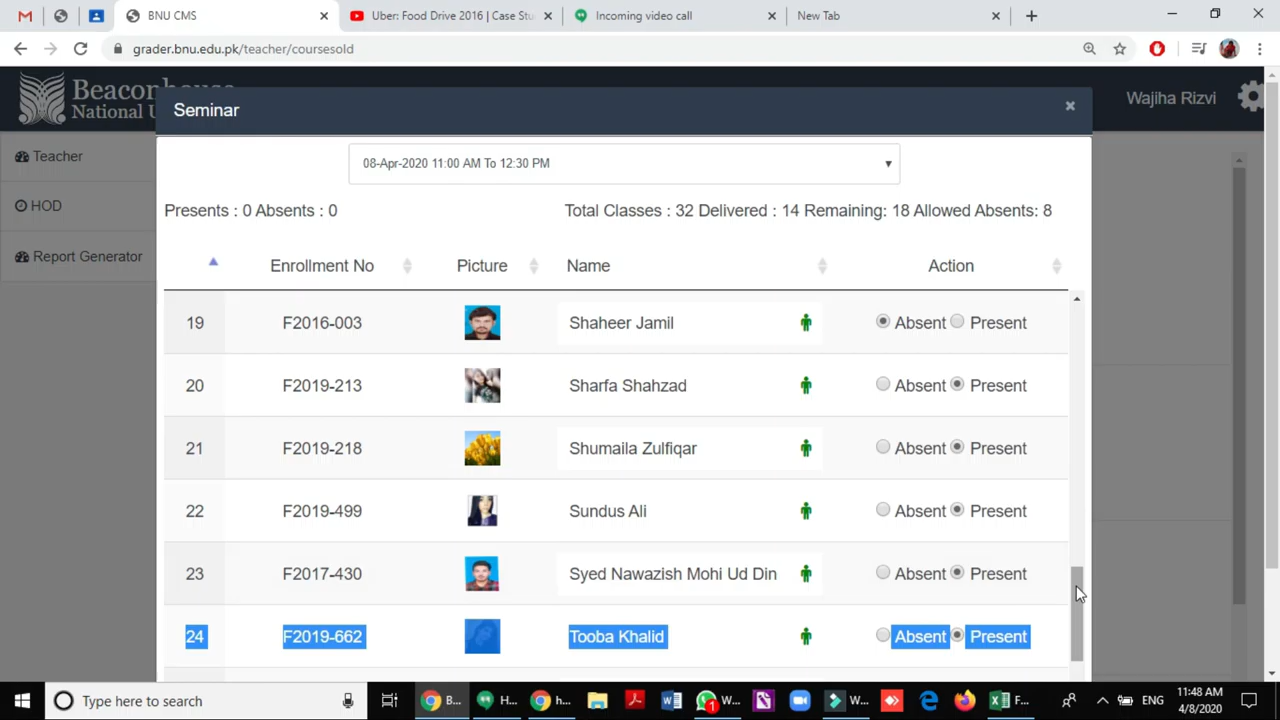 BNU CMS
Uber: Food Drive 2016 | Case Stu
Incoming video call
New Tab
grader.bnu.edu.pk/teacher/coursesold
Beaconhouse
National U
Wajiha Rizvi
Seminar
Teacher
HOD
Report Generator
08-Apr-2020 11:00 AM To 12:30 PM
Presents : 0 Absents : 0
Total Classes : 32 Delivered : 14 Remaining: 18 Allowed Absents: 8
Enrollment No Picture Name Action
19 F2016-003 Shaheer Jamil Absent Present
20 F2019-213 Sharfa Shahzad Absent Present
21 F2019-218 Shumaila Zulfiqar Absent Present
22 F2019-499 Sundus Ali Absent Present
23 F2017-430 Syed Nawazish Mohi Ud Din Absent Present
24 F2019-662 Tooba Khalid Absent Present
Type here to search
B...
H...
h...
W...
1
W...
F...
ENG
11:48 AM
4/8/2020